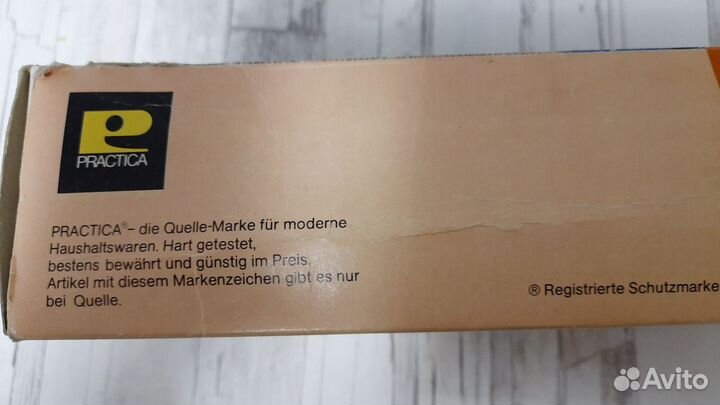 PRACTICA
PRACTICA®– die Quelle-Marke für moderne
Haushaltswaren. Hart getestet,
bestens bewährt und günstig im Preis.
Artikel mit diesem Markenzeichen gibt es nur
bei Quelle.
® Registrierte Schutzmarke
Avito